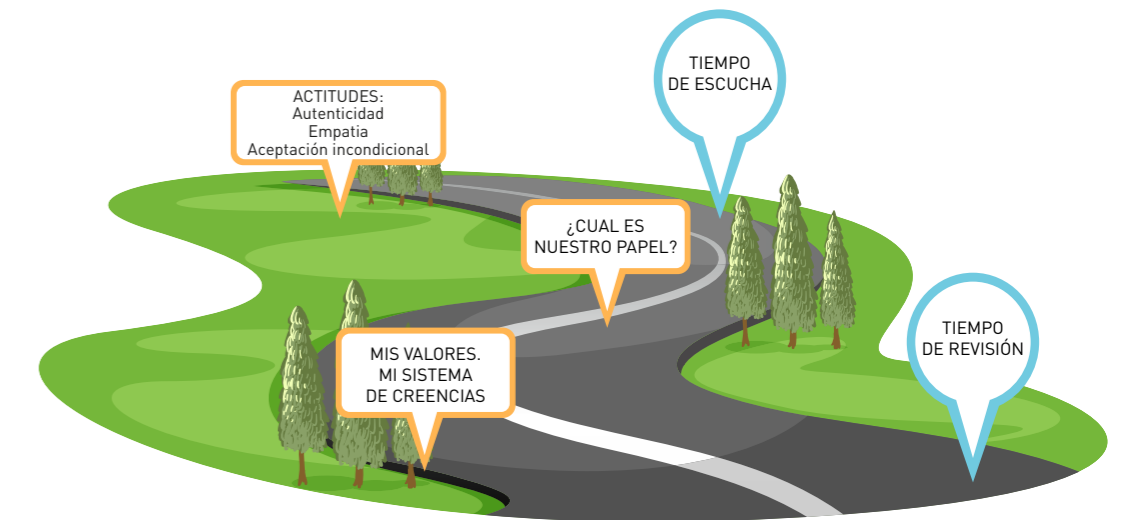 TIEMPO
DE ESCUCHA
ACTITUDES:
Autenticidad
Empatia
Aceptación incondicional
¿CUAL ES
NUESTRO PAPEL?
TIEMPO
DE REVISIÓN
MIS VALORES.
MI SISTEMA
DE CREENCIAS